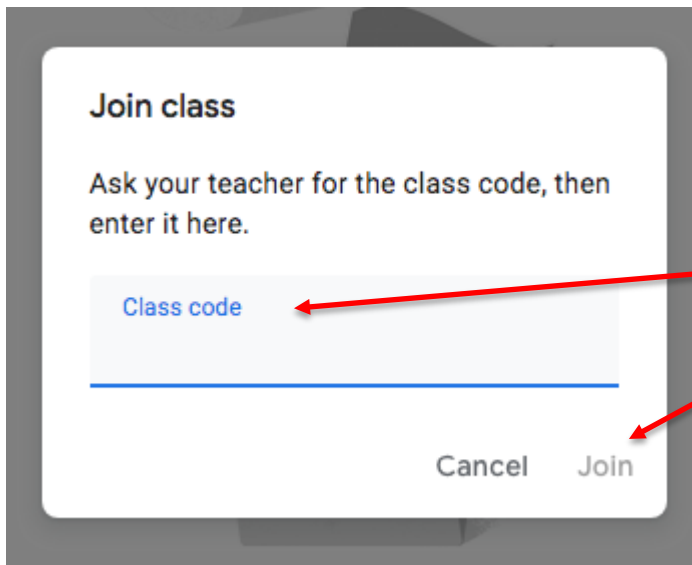 Join class
Ask your teacher for the class code, then
enter it here.
Class code
Cancel Join